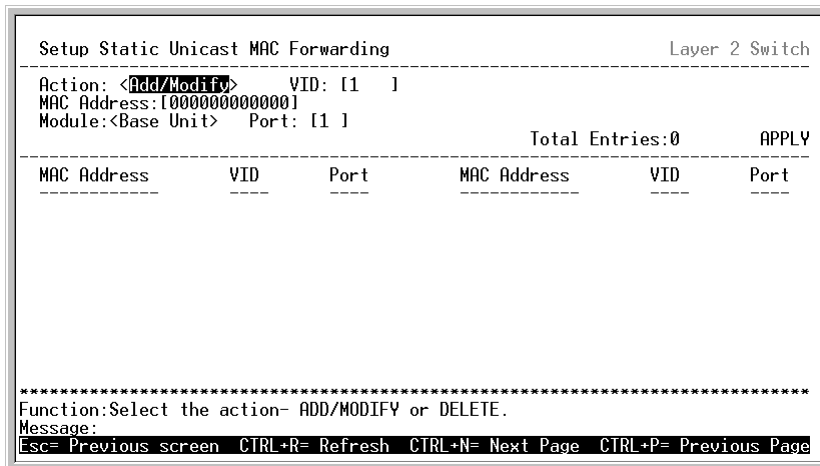 Setup Static Unicast MAC Forwarding Layer 2 Switch
Action: <Add/Modify> VID: [1 ]
MAC Address:[000000000000]
Module:<Base Unit> Port: [1 ]
Total Entries:0 APPLY
MAC Address VID Port MAC Address VID Port
********************************************************************************
Function:Select the action- ADD/MODIFY or DELETE.
Message:
Esc= Previous screen CTRL+R= Refresh CTRL+N= Next Page CTRL+P= Previous Page